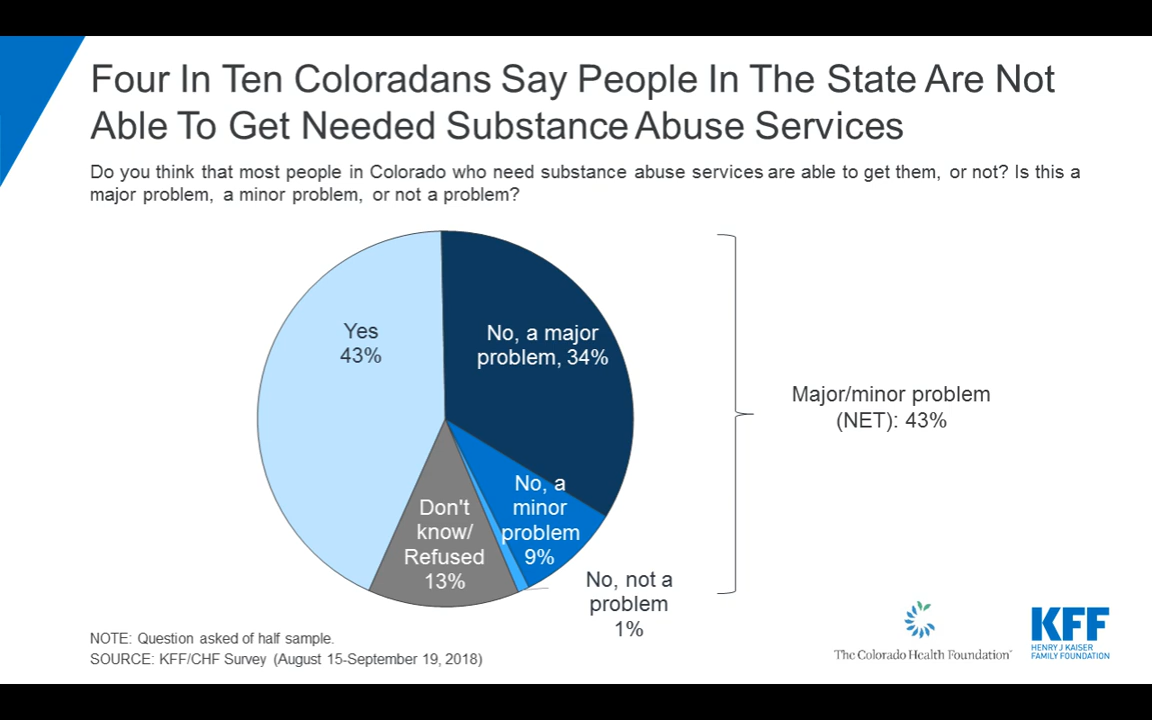 Four In Ten Coloradans Say People In The State Are Not
Able To Get Needed Substance Abuse Services
Do you think that most people in Colorado who need substance abuse services are able to get them, or not? Is this a
major problem, a minor problem, or not a problem?
Yes
43%
No, a major
problem, 34%
Major/minor problem
(NET): 43%
No, a
minor
problem
9%
Don't
know/
Refused
13%
No, not a
problem
1%
NOTE: Question asked of half sample.
SOURCE: KFF/CHF Survey (August 15-September 19, 2018)
The Colorado Health Foundation™
KFF
HENRY J KAISER
FAMILY FOUNDATION